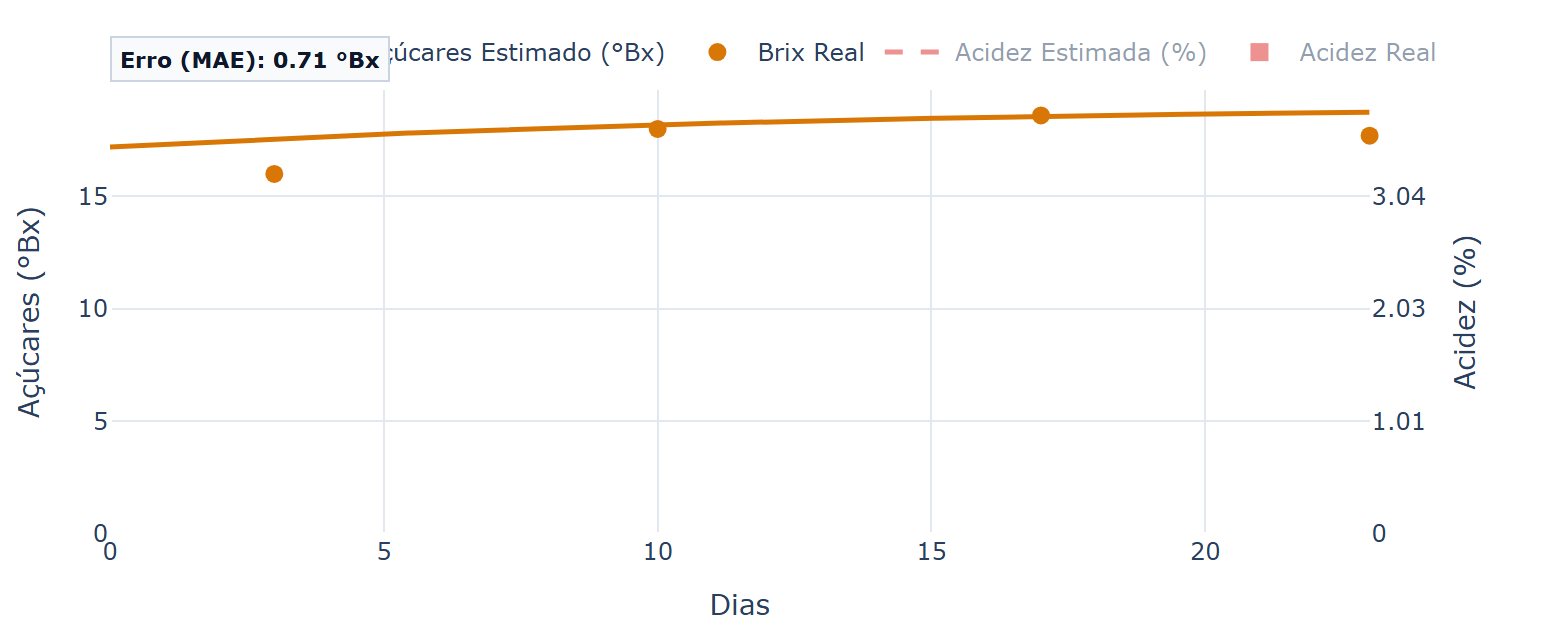 Erro (MAE): 0.71 °Bx
çúcares Estimado (°Bx)
Brix Real
Acidez Estimada (%)
Acidez Real
Açúcares (°Bx)
15
10
5
0
3.04
2.03
1.01
0
Acidez (%)
0
5
10
15
20
Dias